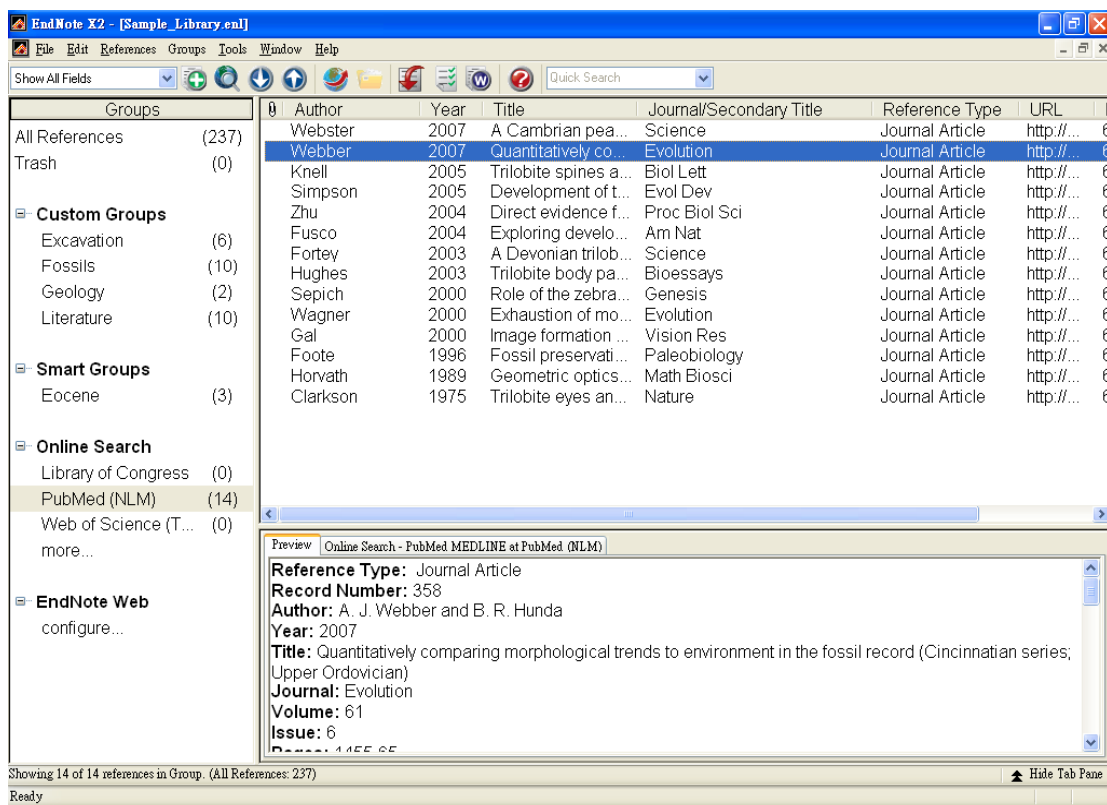 EndNote X2 - [Sample_Library.enl]
File Edit References Groups Tools Window Help
Show All Fields Quick Search
Groups
All References (237)
Trash (0)
Custom Groups
Excavation (6)
Fossils (10)
Geology (2)
Literature (10)
Smart Groups
Eocene (3)
Online Search
Library of Congress (0)
PubMed (NLM) (14)
Web of Science (T... (0)
more...
EndNote Web
configure...
Author Year Title Journal/Secondary Title Reference Type URL
Webster 2007 A Cambrian pea... Science Journal Article http://...
Webber 2007 Quantitatively co... Evolution Journal Article http://...
Knell 2005 Trilobite spines a... Biol Lett Journal Article http://...
Simpson 2005 Development of t... Evol Dev Journal Article http://...
Zhu 2004 Direct evidence f... Proc Biol Sci Journal Article http://...
Fusco 2004 Exploring develo... Am Nat Journal Article http://...
Fortey 2003 A Devonian trilob... Science Journal Article http://...
Hughes 2003 Trilobite body pa... Bioessays Journal Article http://...
Sepich 2000 Role of the zebra... Genesis Journal Article http://...
Wagner 2000 Exhaustion of mo... Evolution Journal Article http://...
Gal 2000 Image formation ... Vision Res Journal Article http://...
Foote 1996 Fossil preservati... Paleobiology Journal Article http://...
Horvath 1989 Geometric optics... Math Biosci Journal Article http://...
Clarkson 1975 Trilobite eyes an... Nature Journal Article http://...
Preview Online Search - PubMed MEDLINE at PubMed (NLM)
Reference Type: Journal Article
Record Number: 358
Author: A. J. Webber and B. R. Hunda
Year: 2007
Title: Quantitatively comparing morphological trends to environment in the fossil record (Cincinnatian series;
Upper Ordovician)
Journal: Evolution
Volume: 61
Issue: 6
Pages: 1455-65
Showing 14 of 14 references in Group. (All References: 237) Hide Tab Pane
Ready